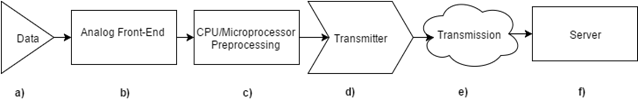 Data
Analog Front-End
CPU/Microprocessor
Preprocessing
Transmitter
Transmission
Server
a)
b)
c)
d)
e)
f)